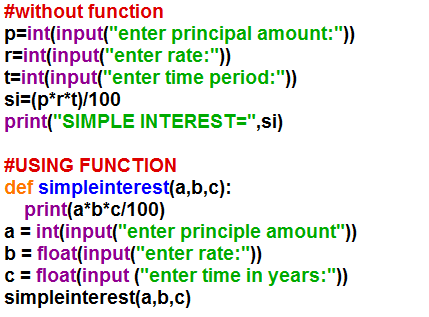 #without function
p=int(input("enter principal amount:"))
r=int(input("enter rate:"))
t=int(input("enter time period:"))
si=(p*r*t)/100
print("SIMPLE INTEREST=",si)

#USING FUNCTION
def simpleinterest(a,b,c):
    print(a*b*c/100)
a = int(input("enter principle amount"))
b = float(input("enter rate:"))
c = float(input ("enter time in years:"))
simpleinterest(a,b,c)